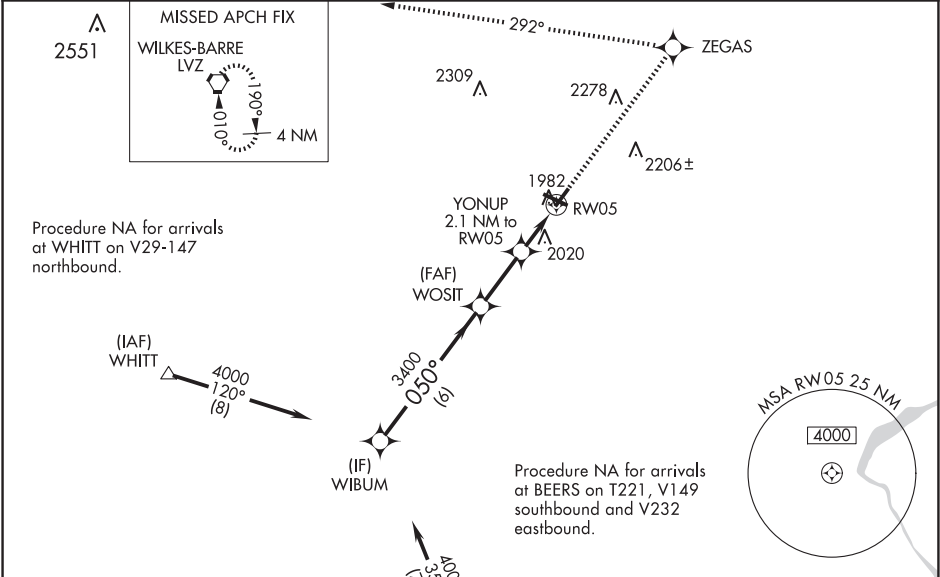 MISSED APCH FIX
2551
WILKES-BARRE
LVZ
190°
010°
4 NM
292°
ZEGAS
2309
2278
2206±
1982
RW05
YONUP
2.1 NM to
RW05
2020
Procedure NA for arrivals
at WHITT on V29-147
northbound.
(FAF)
WOSIT
(IAF)
WHITT
4000
120°
(8)
3400
050°
(6)
(IF)
WIBUM
MSA RW05 25 NM
4000
Procedure NA for arrivals
at BEERS on T221, V149
southbound and V232
eastbound.